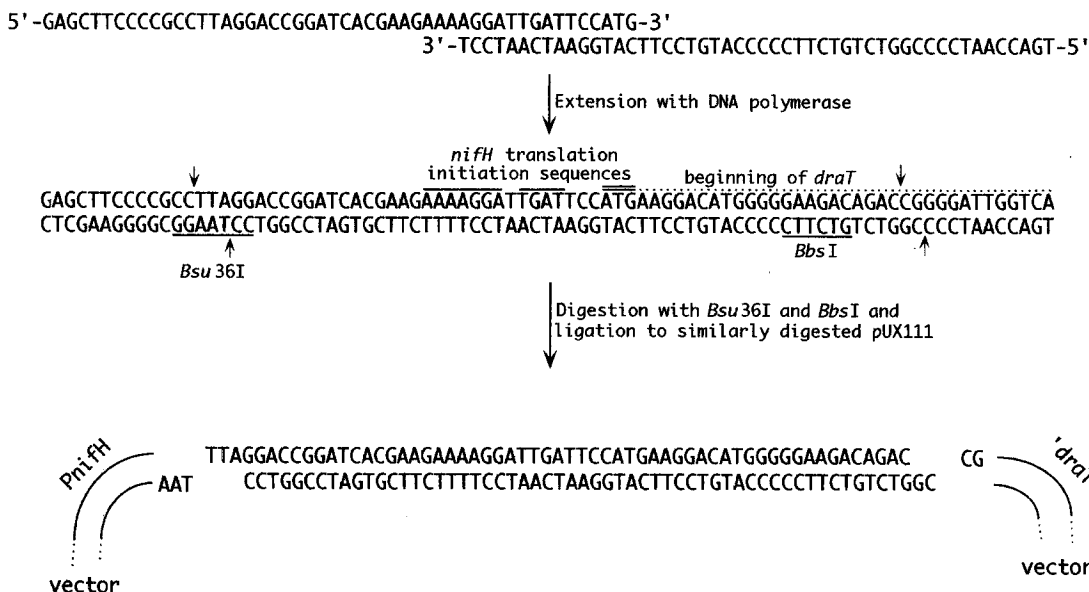 5'-GAGCTTCCCCGCCTTAGGACCGGATCACGAAGAAAAGGATTGATTCCATG-3'
3'-TCCTAACTAAGGTACTTCCTGTACCCCCTTCTGTCTGGCCCCTAACCAGT-5'
Extension with DNA polymerase
nifH translation
initiation sequences
beginning of draT
GAGCTTCCCCGCCTTAGGACCGGATCACGAAGAAAAGGATTGATTCCATGAAGGACATGGGGGAAGACAGACCGGGGATTGGTCA
CTCGAAGGGGCGGAATCCTGGCCTAGTGCTTCTTTTCCTAACTAAGGTACTTCCTGTACCCCCTTCTGTCTGGCCCCTAACCAGT
Bsu36I
BbsI
Digestion with Bsu36I and BbsI and
ligation to similarly digested pUX111
PnifH
TTAGGACCGGATCACGAAGAAAAGGATTGATTCCATGAAGGACATGGGGGAAGACAGAC
CG
AAT
CCTGGCCTAGTGCTTCTTTTCCTAACTAAGGTACTTCCTGTACCCCCTTCTGTCTGGC
vector
vector